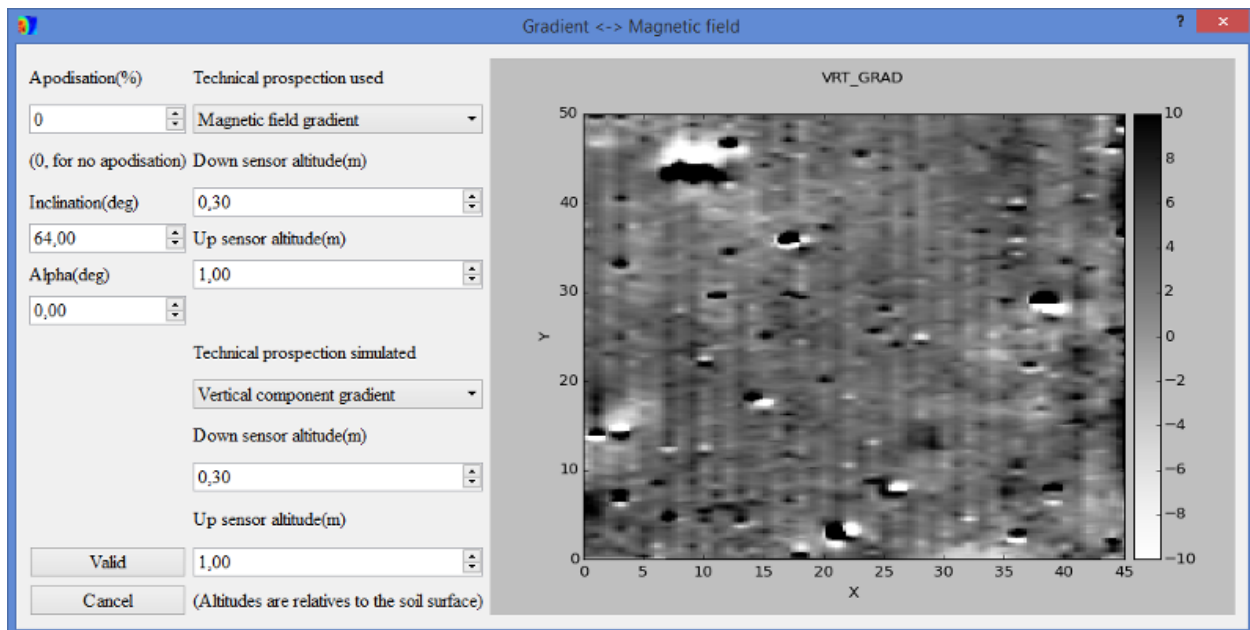 Gradient <-> Magnetic field
? ×
Apodisation(%)
0
(0, for no apodisation)
Inclination(deg)
64,00
Alpha(deg)
0,00
Technical prospection used
Magnetic field gradient
Down sensor altitude(m)
0,30
Up sensor altitude(m)
1,00
Technical prospection simulated
Vertical component gradient
Down sensor altitude(m)
0,30
Up sensor altitude(m)
1,00
(Altitudes are relatives to the soil surface)
Valid
Cancel
VRT_GRAD
50
40
30
20
10
0
Y
0 5 10 15 20 25 30 35 40 45
X
10
8
6
4
2
0
−2
−4
−6
−8
−10